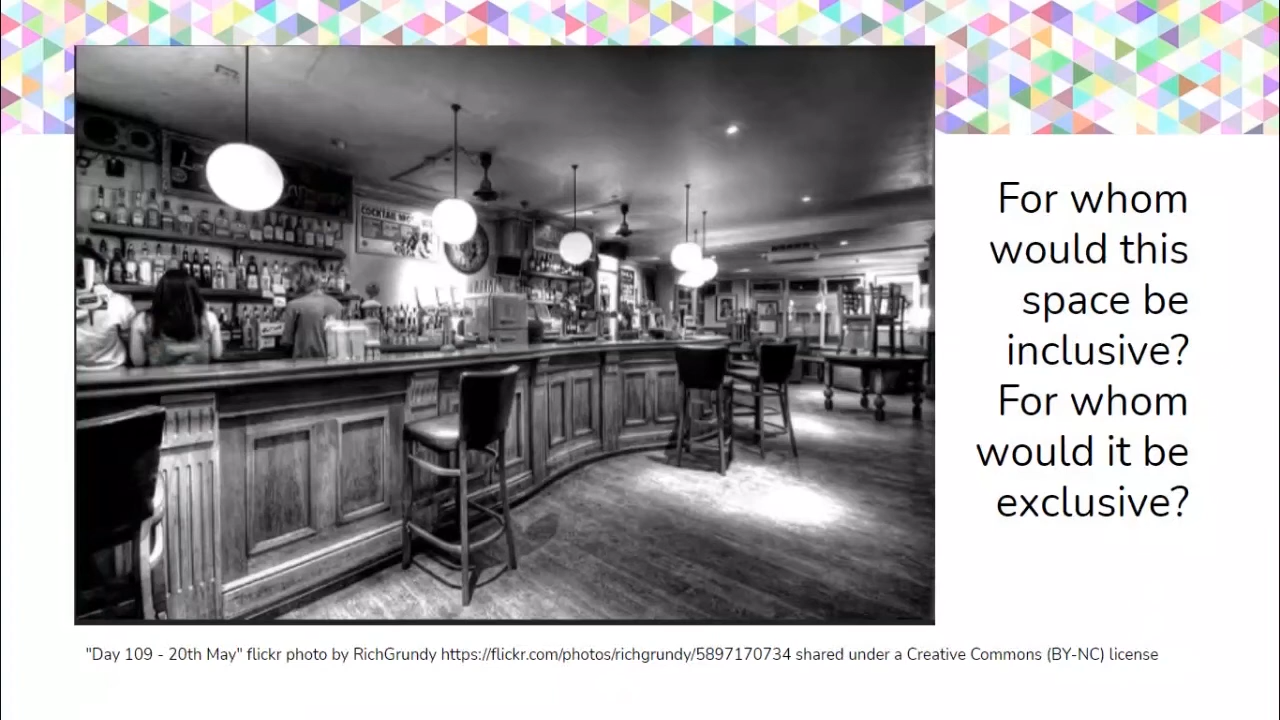 COCKTAIL
For whom
would this
space be
inclusive?
For whom
would it be
exclusive?
"Day 109 - 20th May" flickr photo by RichGrundy https://flickr.com/photos/richgrundy/5897170734 shared under a Creative Commons (BY-NC) license